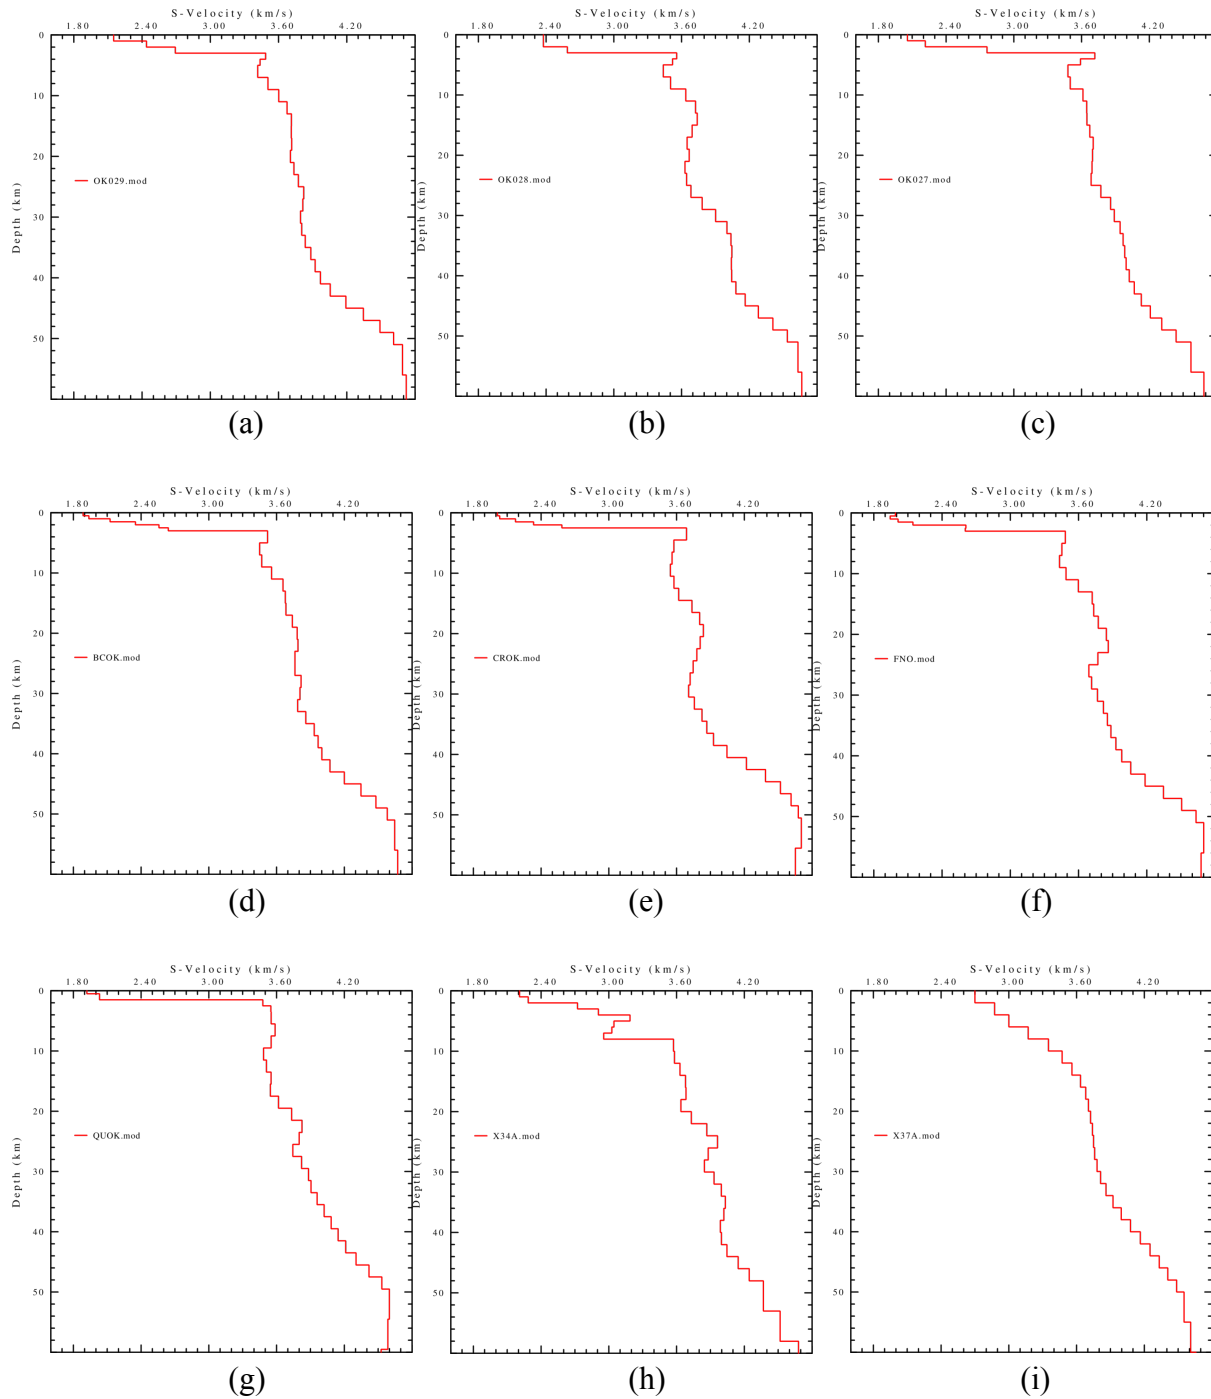 S-Velocity (km/s)
1.80 2.40 3.00 3.60 4.20
0
10
20
30
40
50
Depth (km)
OK029.mod
(a)
S-Velocity (km/s)
1.80 2.40 3.00 3.60 4.20
0
10
20
30
40
50
Depth (km)
OK028.mod
(b)
S-Velocity (km/s)
1.80 2.40 3.00 3.60 4.20
0
10
20
30
40
50
Depth (km)
OK027.mod
(c)
S-Velocity (km/s)
1.80 2.40 3.00 3.60 4.20
0
10
20
30
40
50
Depth (km)
BCOK.mod
(d)
S-Velocity (km/s)
1.80 2.40 3.00 3.60 4.20
0
10
20
30
40
50
Depth (km)
CROK.mod
(e)
S-Velocity (km/s)
1.80 2.40 3.00 3.60 4.20
0
10
20
30
40
50
Depth (km)
FNO.mod
(f)
S-Velocity (km/s)
1.80 2.40 3.00 3.60 4.20
0
10
20
30
40
50
Depth (km)
QUOK.mod
(g)
S-Velocity (km/s)
1.80 2.40 3.00 3.60 4.20
0
10
20
30
40
50
Depth (km)
X34A.mod
(h)
S-Velocity (km/s)
1.80 2.40 3.00 3.60 4.20
0
10
20
30
40
50
Depth (km)
X37A.mod
(i)